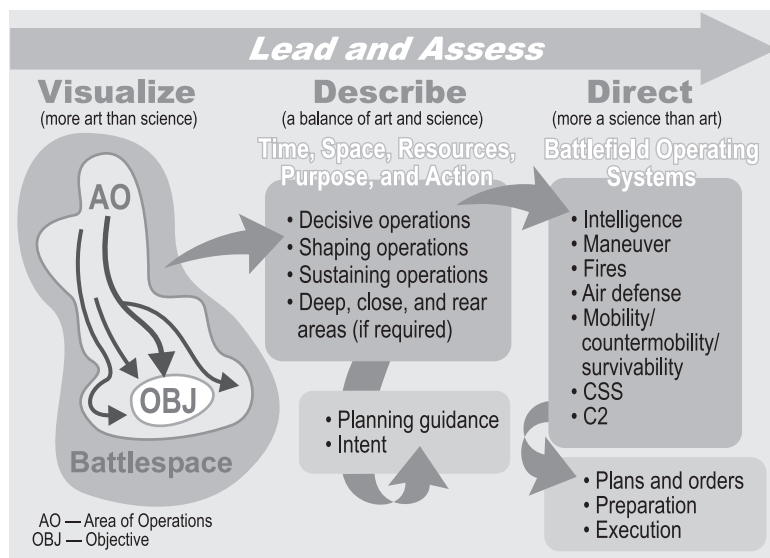 Lead and Assess
Visualize
(more art than science)
AO
OBJ
Battlespace
AO — Area of Operations
OBJ — Objective
Describe
(a balance of art and science)
Time, Space, Resources,
Purpose, and Action
• Decisive operations
• Shaping operations
• Sustaining operations
• Deep, close, and rear
areas (if required)
• Planning guidance
• Intent
Direct
(more a science than art)
Battlefield Operating
Systems
• Intelligence
• Maneuver
• Fires
• Air defense
• Mobility/
countermobility/
survivability
• CSS
• C2
• Plans and orders
• Preparation
• Execution